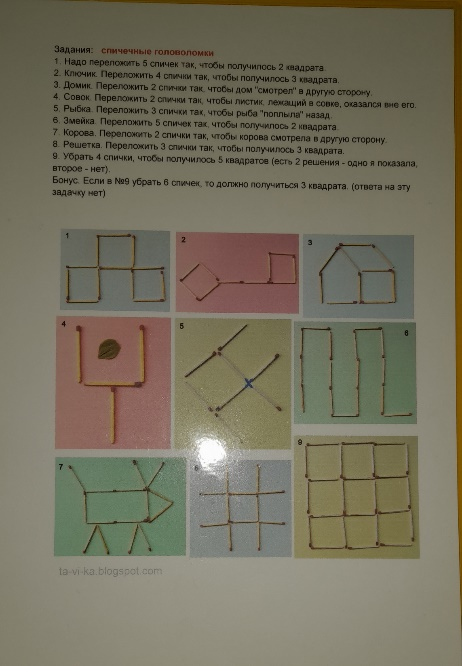 Задания: спичечные головоломки
1. Надо переложить 5 спичек так, чтобы получилось 2 квадрата.
2. Ключик. Переложить 4 спички так, чтобы получилось 3 квадрата.
3. Домик. Переложить 2 спички так, чтобы дом "смотрел" в другую сторону.
4. Совок. Переложить 2 спички так, чтобы листик, лежащий в совке, оказался вне его.
5. Рыбка. Переложить 3 спички так, чтобы рыба "поплыла" назад.
6. Змейка. Переложить 5 спичек так, чтобы получилось 2 квадрата.
7. Корова. Переложить 2 спички так, чтобы корова смотрела в другую сторону.
8. Решетка. Переложить 3 спички так, чтобы получилось 3 квадрата.
9. Убрать 4 спички, чтобы получилось 5 квадратов (есть 2 решения - одно я показала,
второе - нет).
Бонус. Если в №9 убрать 6 спичек, то должно получиться 3 квадрата. (ответа на эту
задачку нет)
1
2
3
4
5
6
7
8
9
ta-vi-ka.blogspot.com